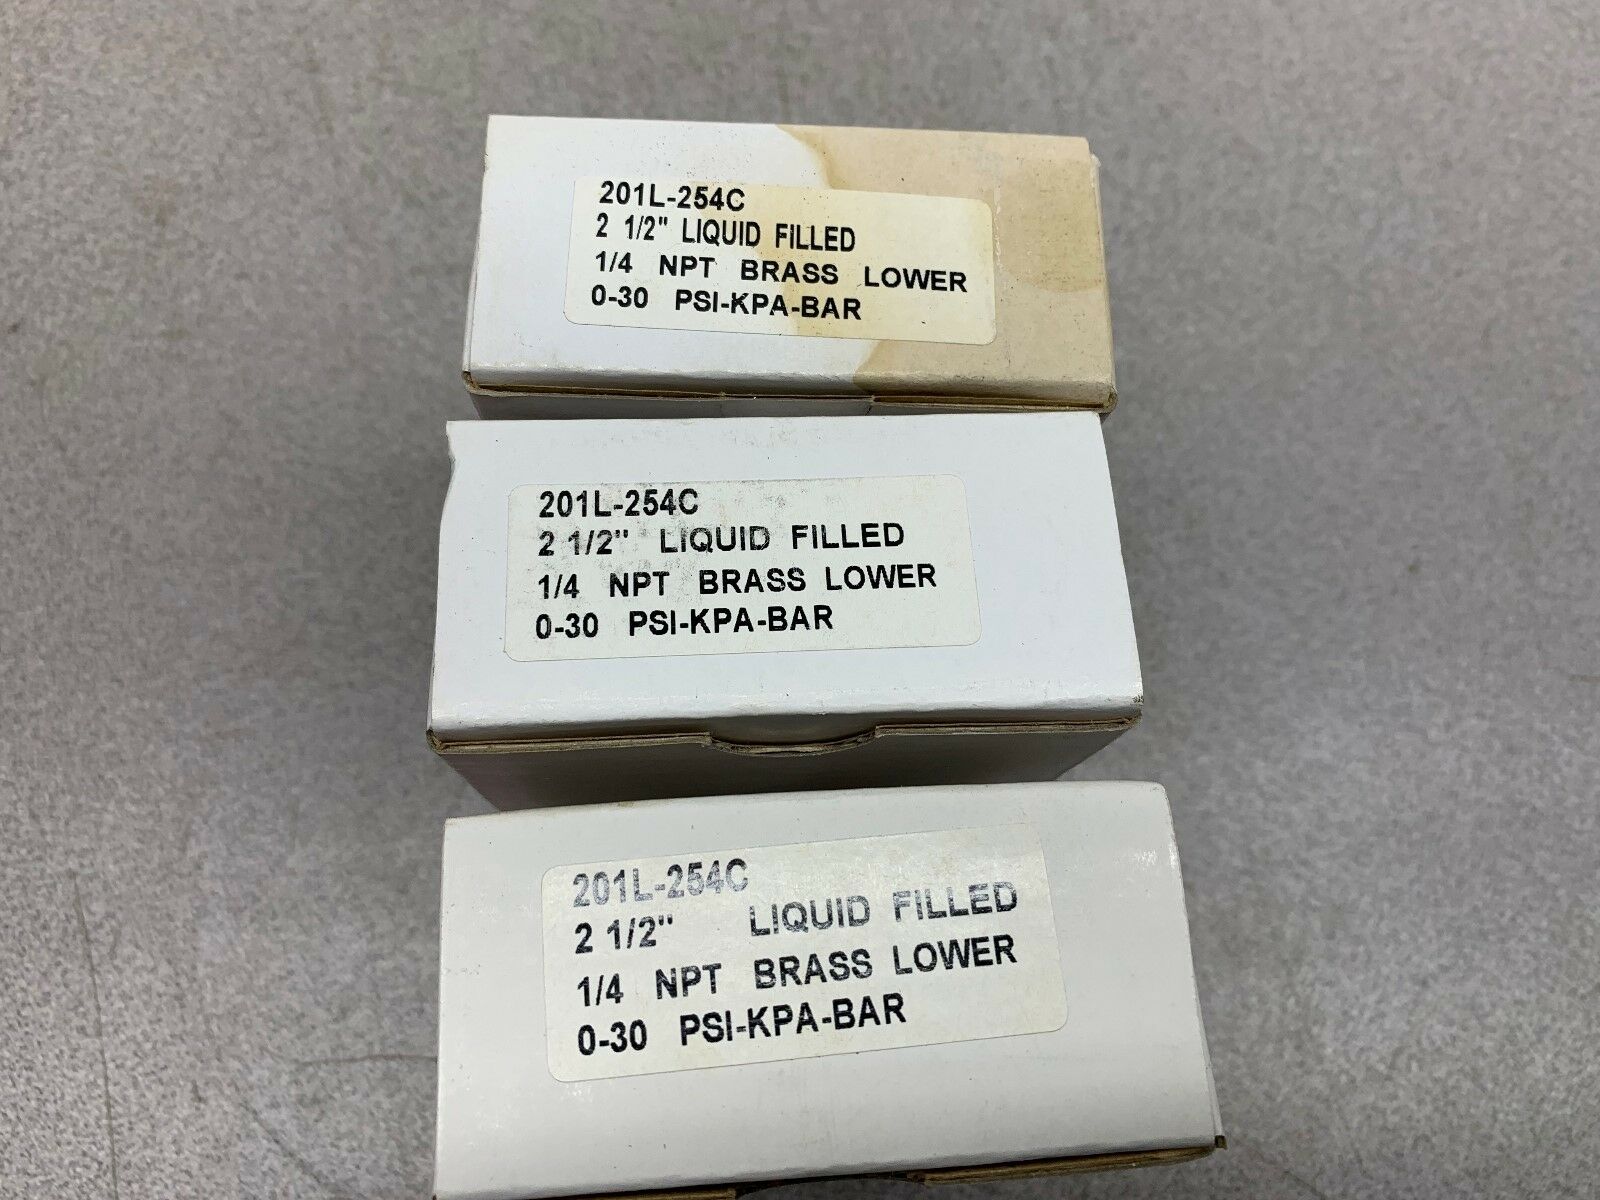 201L-254C
2 1/2" LIQUID FILLED
1/4 NPT BRASS LOWER
0-30 PSI-KPA-BAR
201L-254C
2 1/2" LIQUID FILLED
1/4 NPT BRASS LOWER
0-30 PSI-KPA-BAR
201L-254C
2 1/2" LIQUID FILLED
1/4 NPT BRASS LOWER
0-30 PSI-KPA-BAR